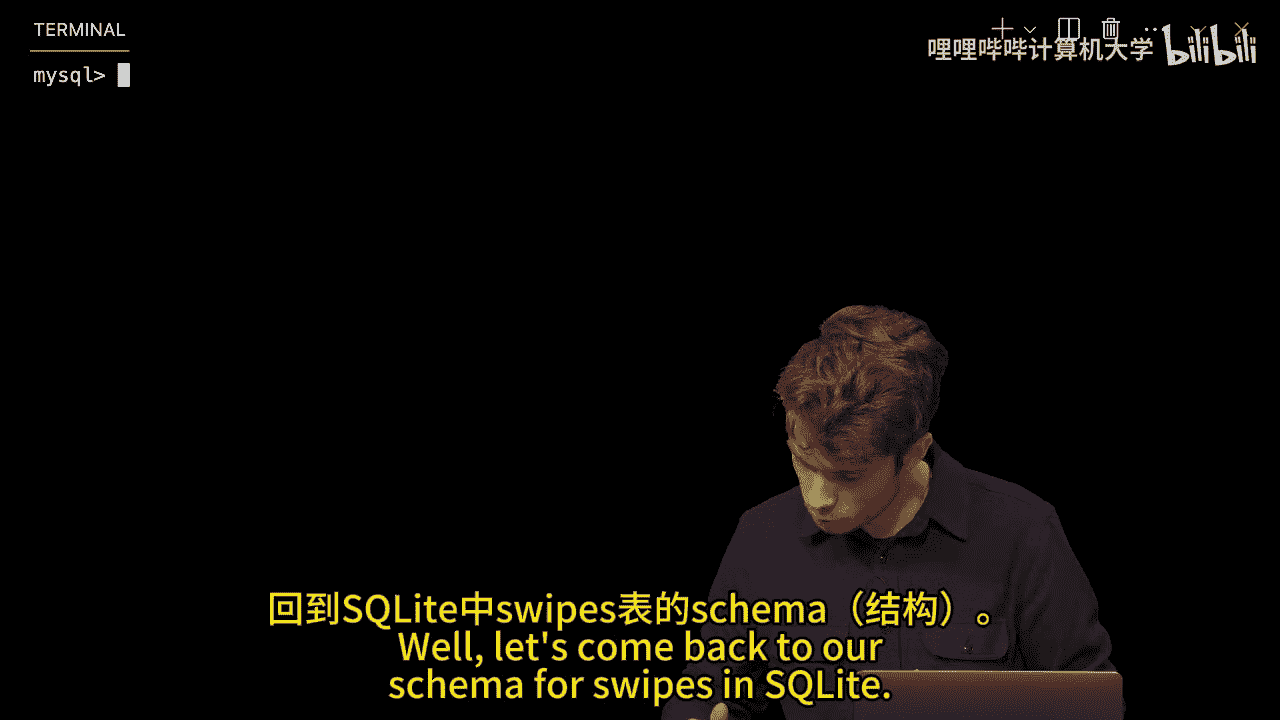 TERMINAL
哩哩哔哔计算机大学 bilibili
mysql>
回到SQLite中swipes表的schema（结构）。
Well, let's come back to our
schema for swipes in SQLite.